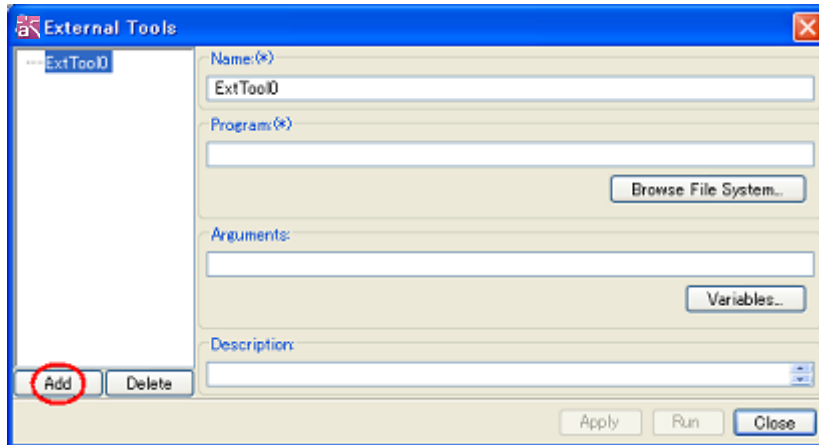 External Tools
ExtTool0
Name:(*)
ExtTool0
Program:(*)
Browse File System...
Arguments:
Variables...
Description:
Add
Delete
Apply
Run
Close